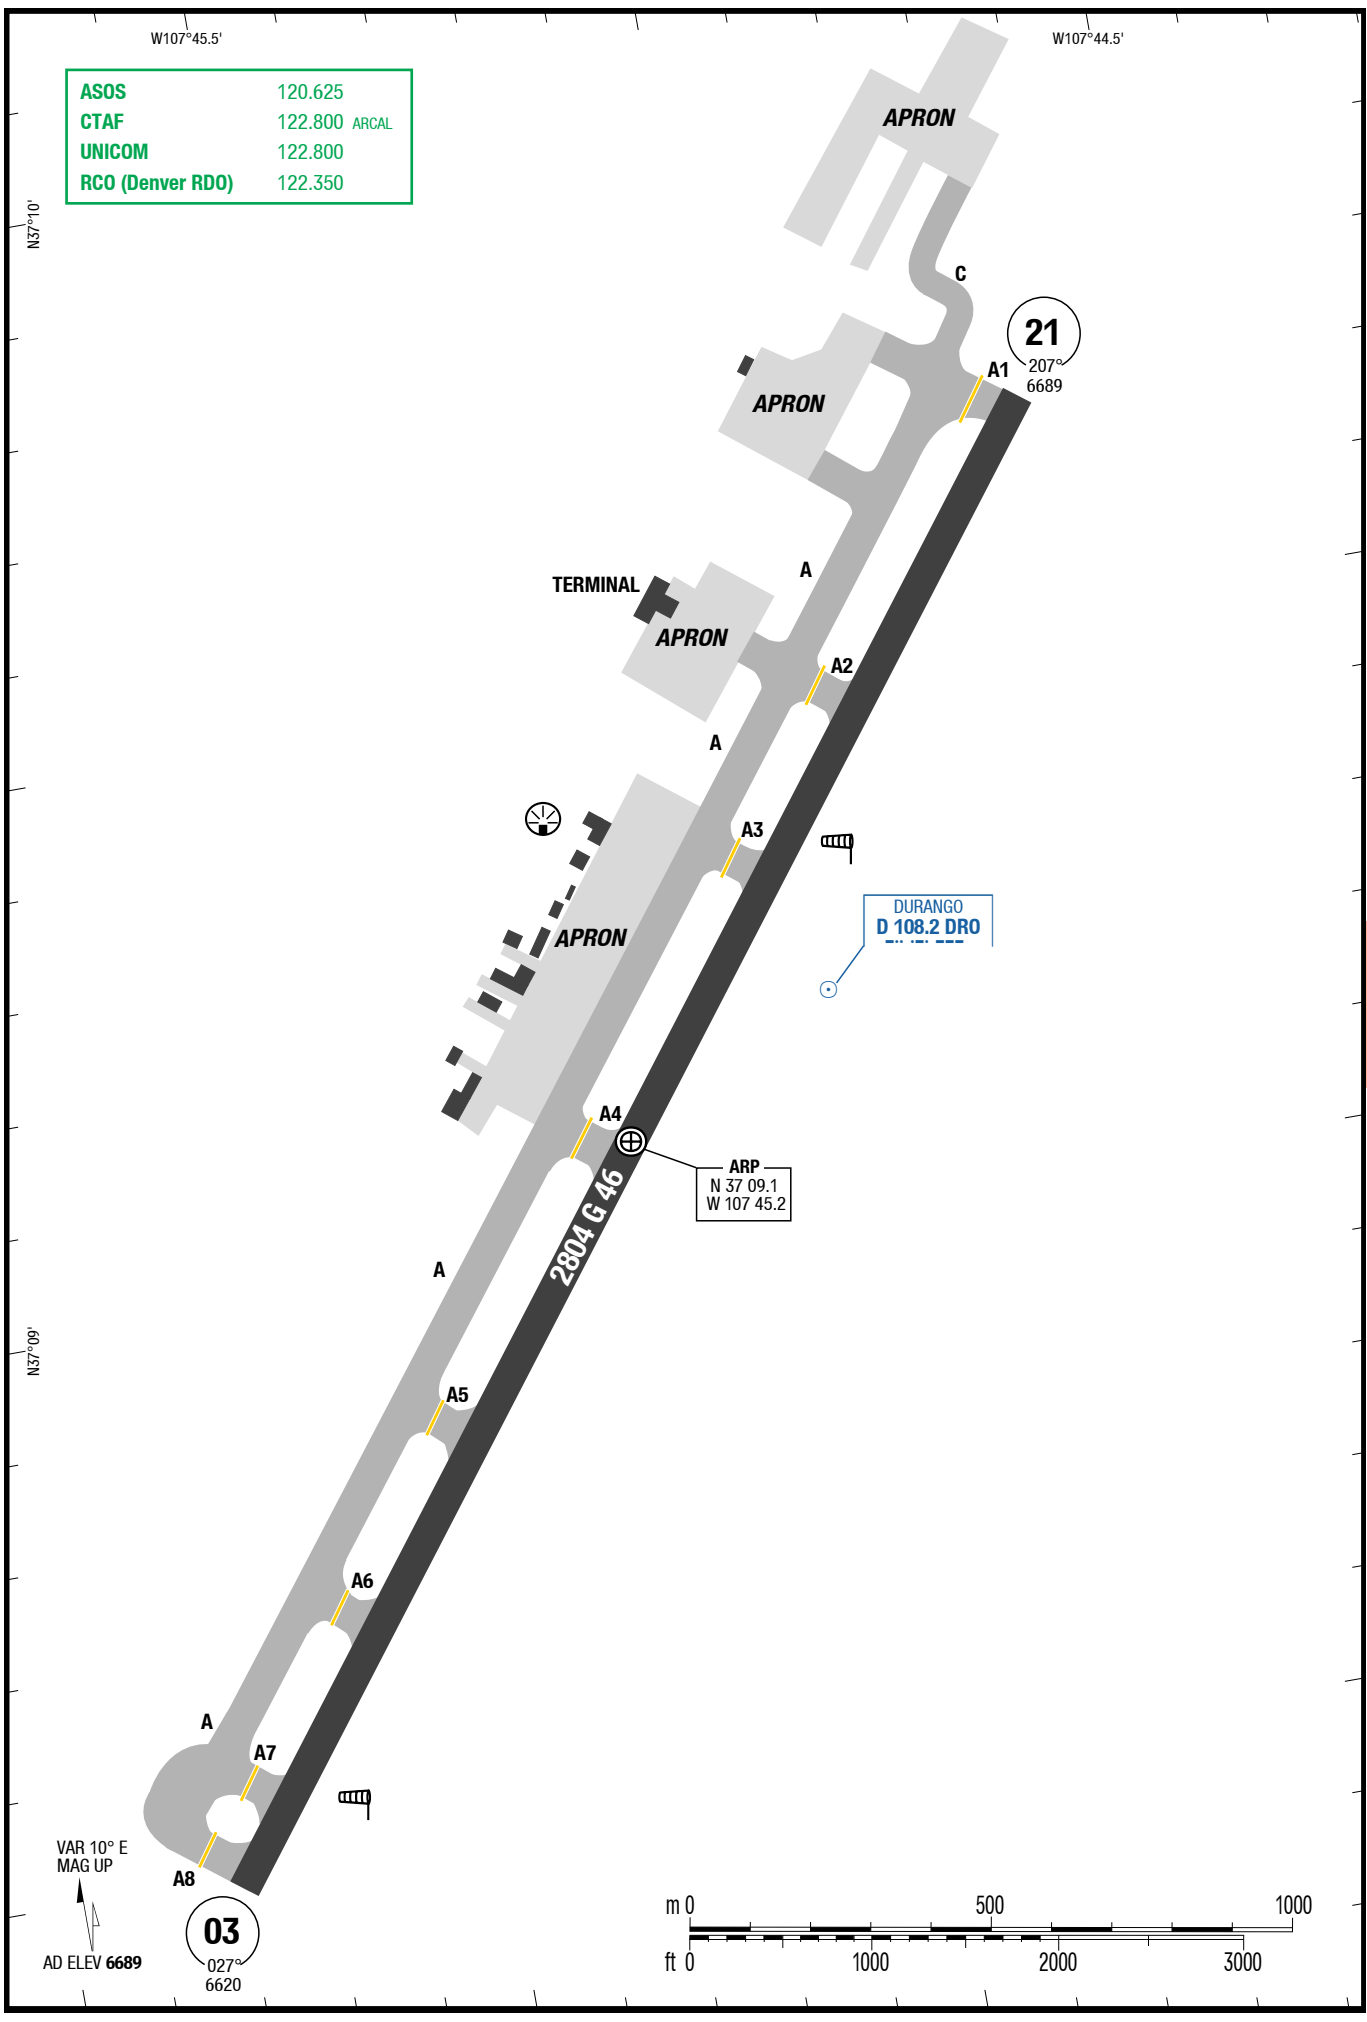 W107°45.5'
W107°44.5'
ASOS 120.625
CTAF 122.800 ARCAL
UNICOM 122.800
RCO (Denver RDO) 122.350
APRON
N37°10'
C
21
207°
6689
A1
APRON
A
TERMINAL
APRON
A2
A
A3
DURANGO
D 108.2 DRO
APRON
A4
ARP
N 37 09.1
W 107 45.2
2804 G 46
A
N37°09'
A5
A6
A
A7
VAR 10° E
MAG UP
A8
03
027°
6620
AD ELEV 6689
m 0 500 1000
ft 0 1000 2000 3000